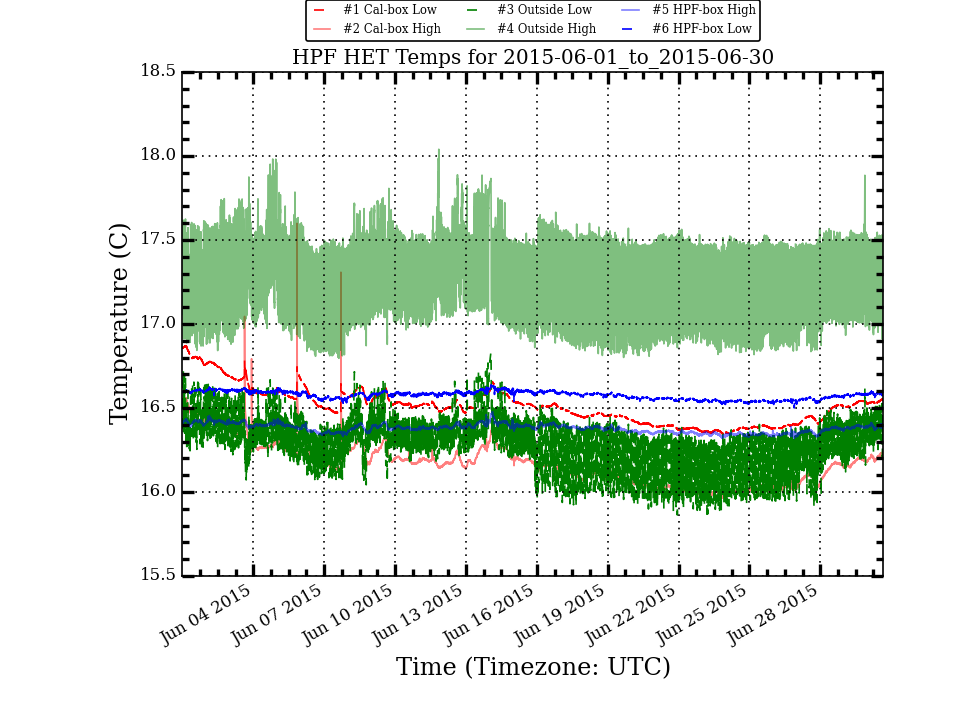 #1 Cal-box Low #3 Outside Low #5 HPF-box High
#2 Cal-box High #4 Outside High #6 HPF-box Low
HPF HET Temps for 2015-06-01_to_2015-06-30
18.5
18.0
17.5
17.0
16.5
16.0
15.5
Temperature (C)
Jun 04 2015 Jun 07 2015 Jun 10 2015 Jun 13 2015 Jun 16 2015 Jun 19 2015 Jun 22 2015 Jun 25 2015 Jun 28 2015
Time (Timezone: UTC)